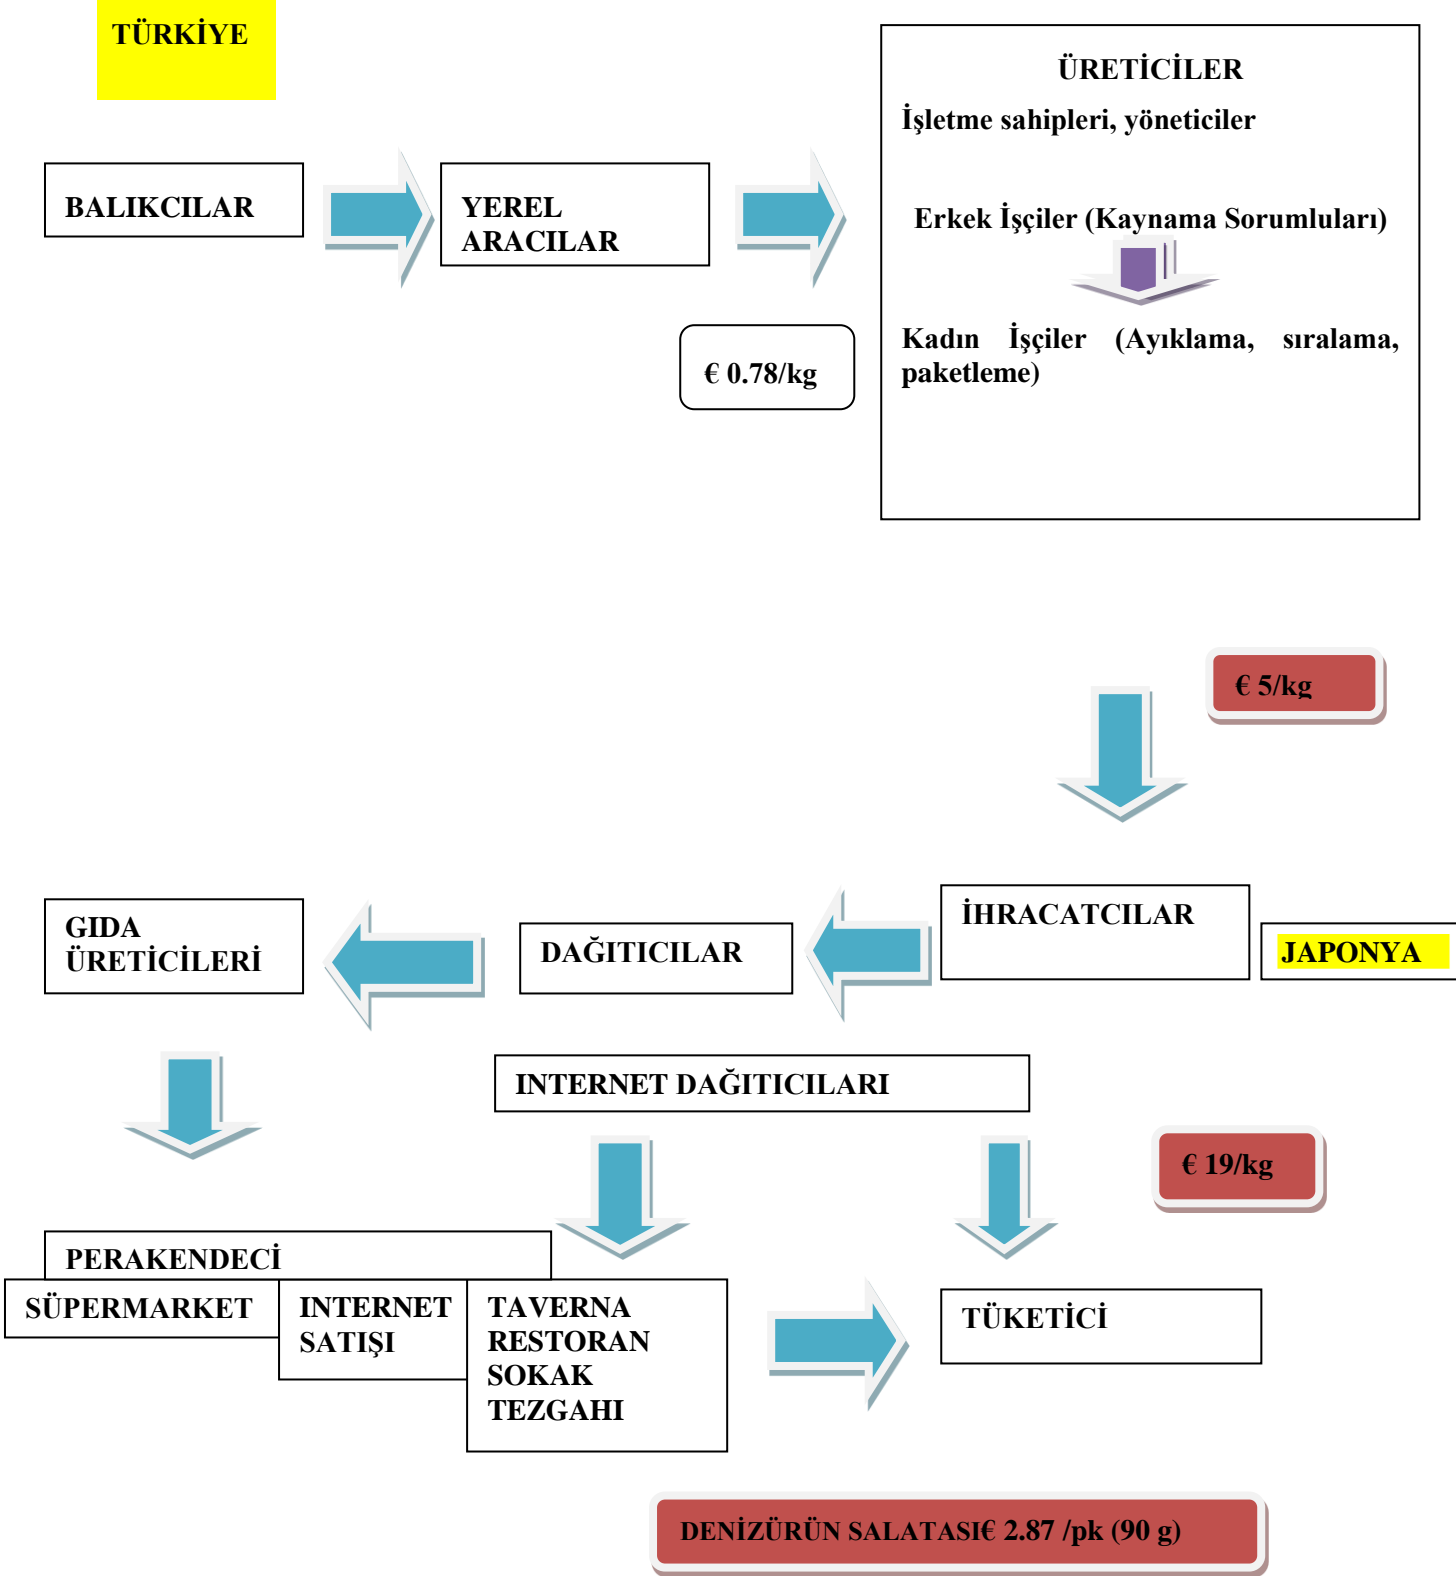 TÜRKİYE
ÜRETİCİLER
İşletme sahipleri, yöneticiler
Erkek İşçiler (Kaynama Sorumluları)
Kadın İşçiler (Ayıklama, sıralama,
paketleme)
BALIKCILAR
YEREL
ARACILAR
€ 0.78/kg
€ 5/kg
GIDA
ÜRETİCİLERİ
DAĞITICILAR
İHRACATCILAR
JAPONYA
INTERNET DAĞITICILARI
€ 19/kg
PERAKENDECİ
SÜPERMARKET
INTERNET
SATIŞI
TAVERNA
RESTORAN
SOKAK
TEZGAHI
TÜKETİCİ
DENİZÜRÜN SALATASI€ 2.87 /pk (90 g)